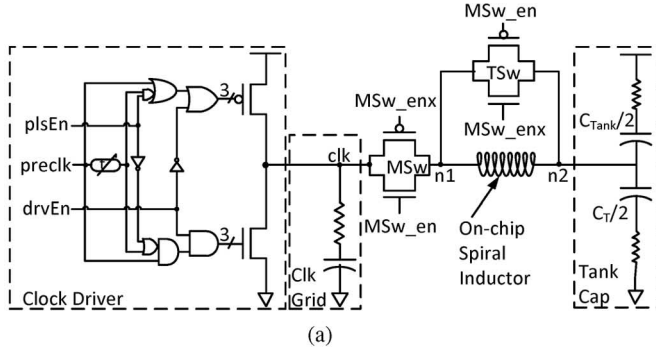 MSw_en
TSw
MSw_enx
MSw_enx
plsEn
preclk
T
drvEn
3
3
clk
MSw
MSw_en
n1
n2
On-chip
Spiral
Inductor
C_Tank/2
C_T/2
Clk
Grid
Tank
Cap
Clock Driver
(a)